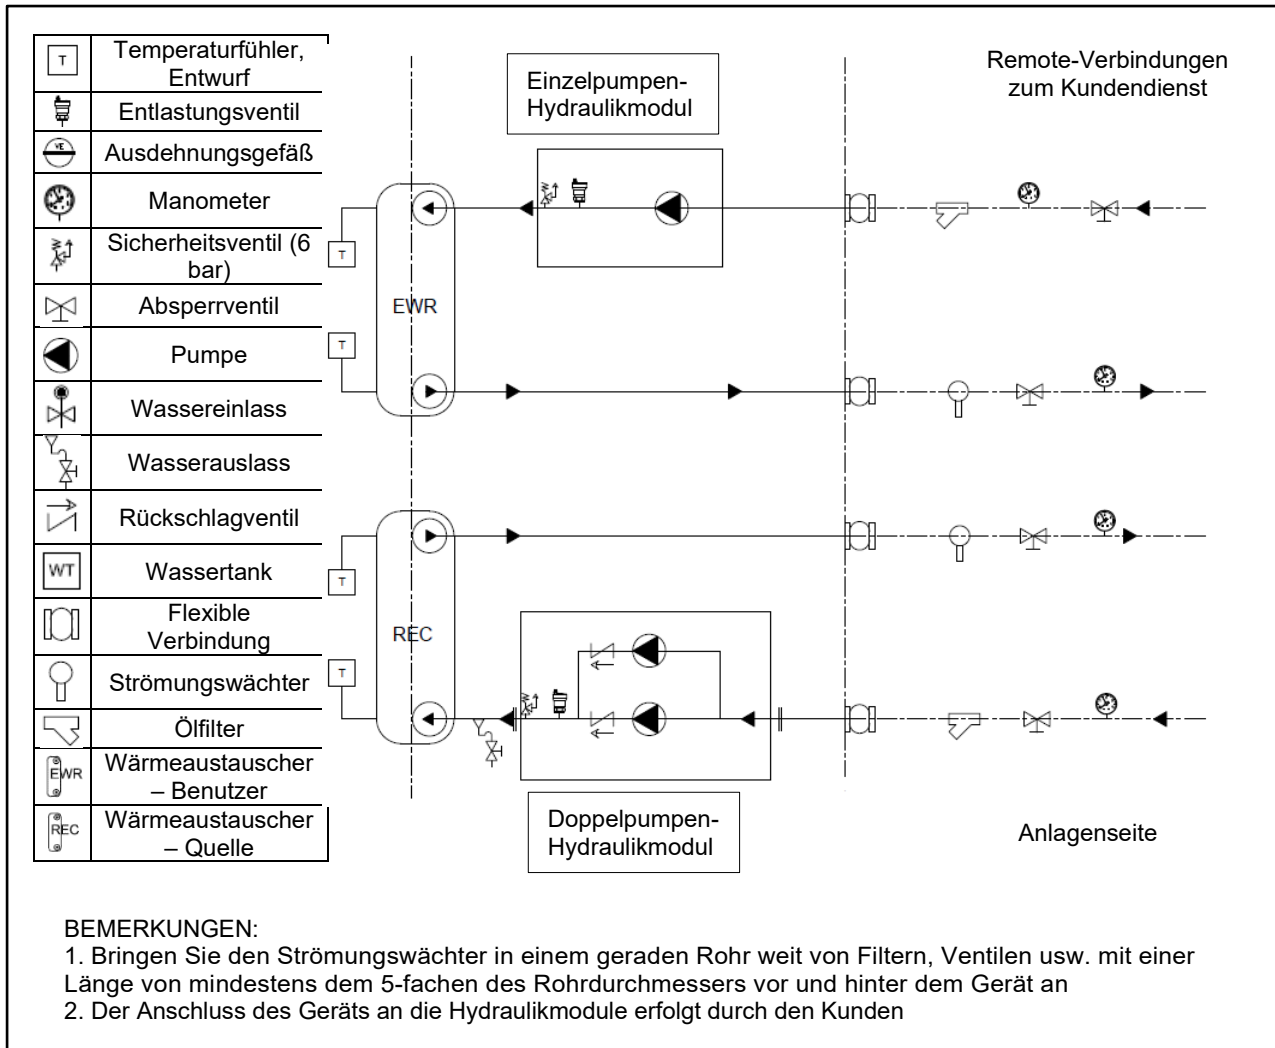 T
Temperaturfühler,
Entwurf
Entlastungsventil
VE
Ausdehnungsgefäß
Manometer
Sicherheitsventil (6
bar)
Absperrventil
Pumpe
Wassereinlass
Wasserauslass
Rückschlagventil
WT
Wassertank
Flexible
Verbindung
Strömungswächter
Ölfilter
EWR
Wärmeaustauscher
– Benutzer
REC
Wärmeaustauscher
– Quelle
Einzelpumpen-
Hydraulikmodul
Remote-Verbindungen
zum Kundendienst
T
EWR
T
T
REC
T
Doppelpumpen-
Hydraulikmodul
Anlagenseite
BEMERKUNGEN:
1. Bringen Sie den Strömungswächter in einem geraden Rohr weit von Filtern, Ventilen usw. mit einer
Länge von mindestens dem 5-fachen des Rohrdurchmessers vor und hinter dem Gerät an
2. Der Anschluss des Geräts an die Hydraulikmodule erfolgt durch den Kunden